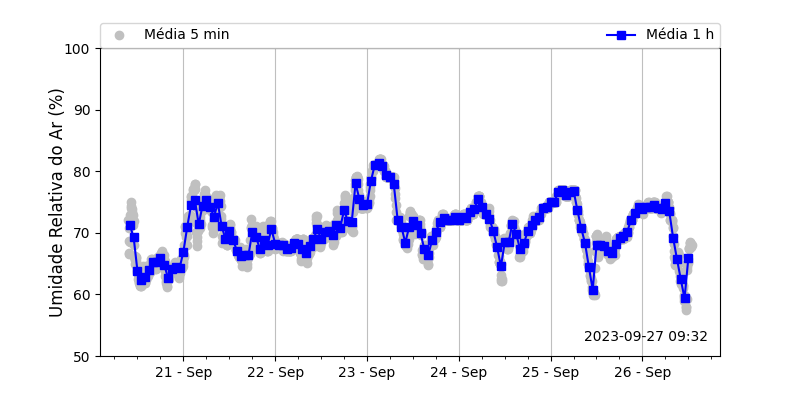 Média 5 min
Média 1 h
Umidade Relativa do Ar (%)
100
90
80
70
60
50
2023-09-27 09:32
21 - Sep
22 - Sep
23 - Sep
24 - Sep
25 - Sep
26 - Sep